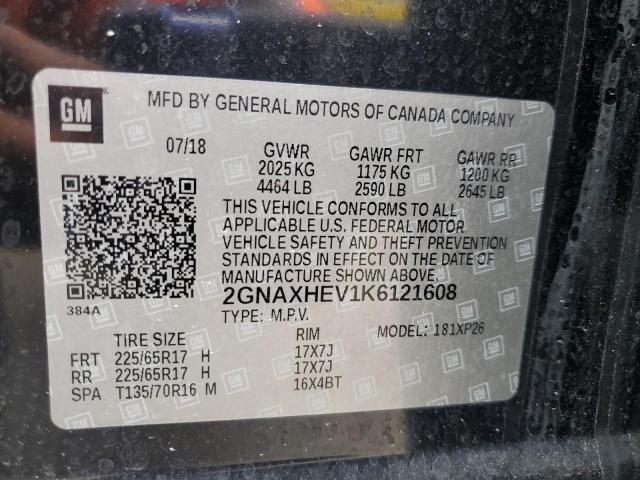 GM
MFD BY GENERAL MOTORS OF CANADA COMPANY
07/18 GVWR GAWR FRT GAWR RR
2025 KG 1175 KG 1200 KG
4464 LB 2590 LB 2645 LB
THIS VEHICLE CONFORMS TO ALL
APPLICABLE U.S. FEDERAL MOTOR
VEHICLE SAFETY AND THEFT PREVENTION
STANDARDS IN EFFECT ON THE DATE OF
MANUFACTURE SHOWN ABOVE.
384A 2GNAXHEV1K6121608
TYPE: M.P.V. MODEL: 181XP26
TIRE SIZE RIM
FRT 225/65R17 H 17X7J
RR 225/65R17 H 17X7J
SPA T135/70R16 M 16X4BT